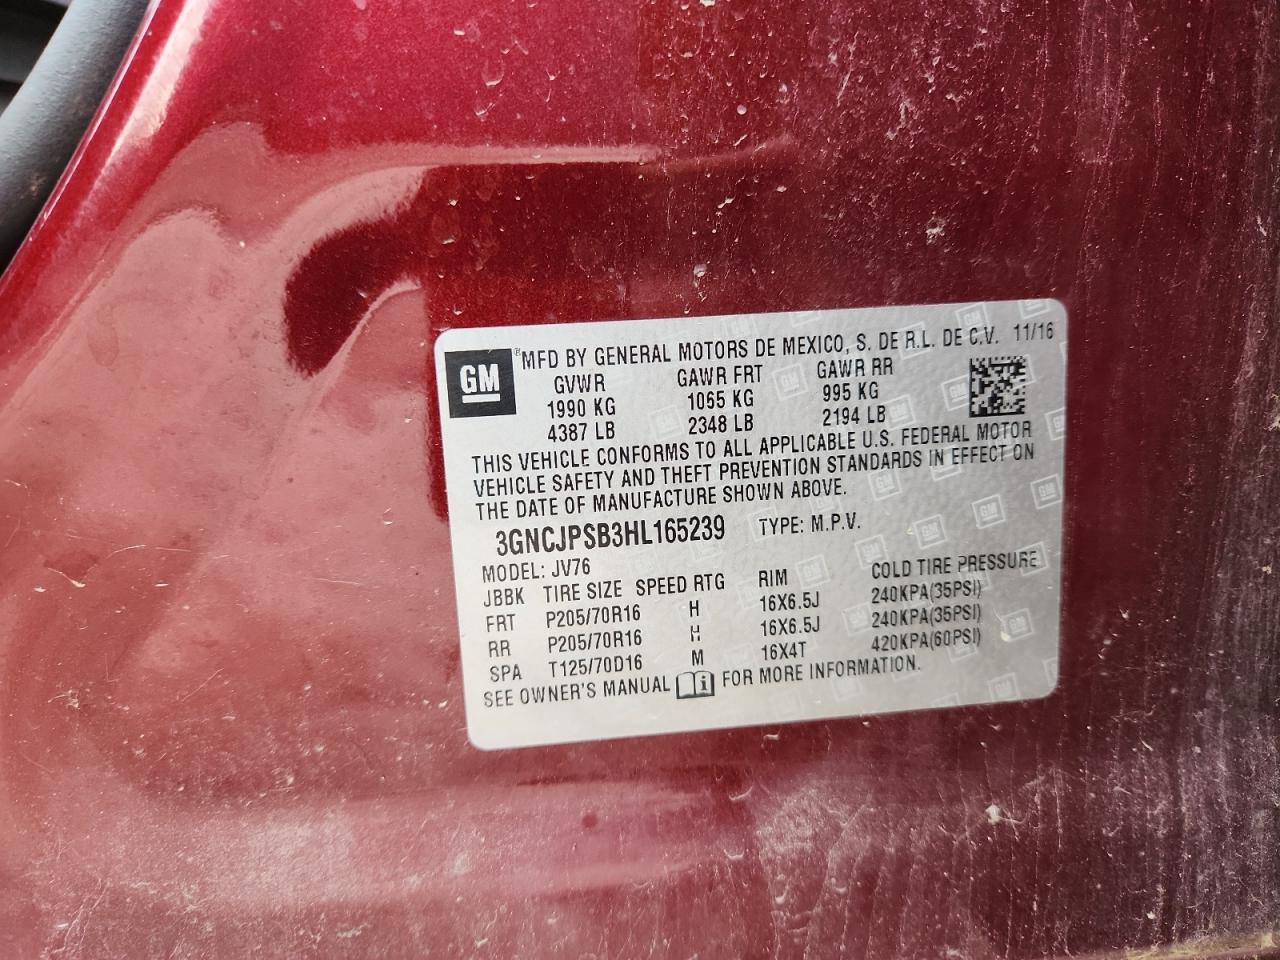 GM ® MFD BY GENERAL MOTORS DE MEXICO, S. DE R.L. DE C.V. 11/16
GVWR GAWR FRT GAWR RR
1990 KG 1065 KG 995 KG
4387 LB 2348 LB 2194 LB
THIS VEHICLE CONFORMS TO ALL APPLICABLE U.S. FEDERAL MOTOR
VEHICLE SAFETY AND THEFT PREVENTION STANDARDS IN EFFECT ON
THE DATE OF MANUFACTURE SHOWN ABOVE.
3GNCJPSB3HL165239 TYPE: M.P.V.
MODEL: JV76
JBBK TIRE SIZE SPEED RTG RIM COLD TIRE PRESSURE
FRT P205/70R16 H 16X6.5J 240KPA(35PSI)
RR P205/70R16 H 16X6.5J 240KPA(35PSI)
SPA T125/70D16 M 16X4T 420KPA(60PSI)
SEE OWNER'S MANUAL FOR MORE INFORMATION.